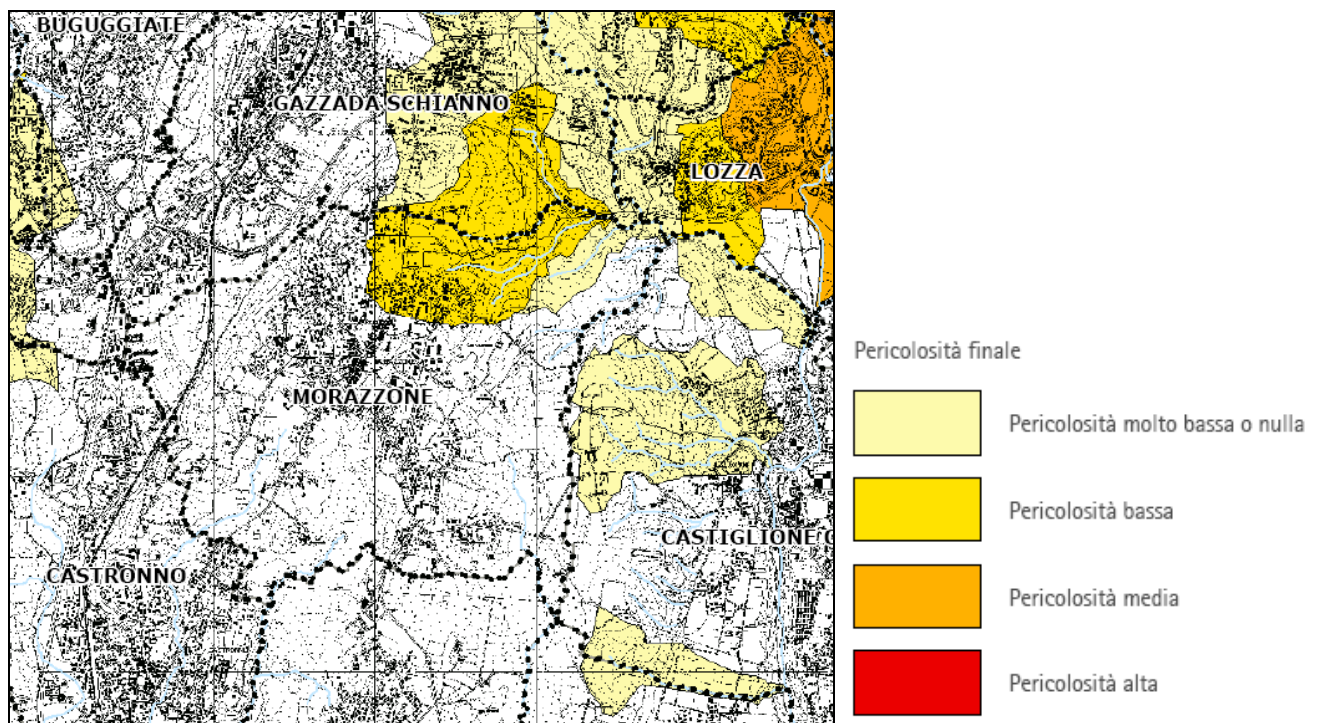 BUGUGGIATE
GAZZADA SCHIANNO
LOZZA
MORAZZONE
CASTIGLIONE
CASTRONNO
Pericolosità finale
Pericolosità molto bassa o nulla
Pericolosità bassa
Pericolosità media
Pericolosità alta